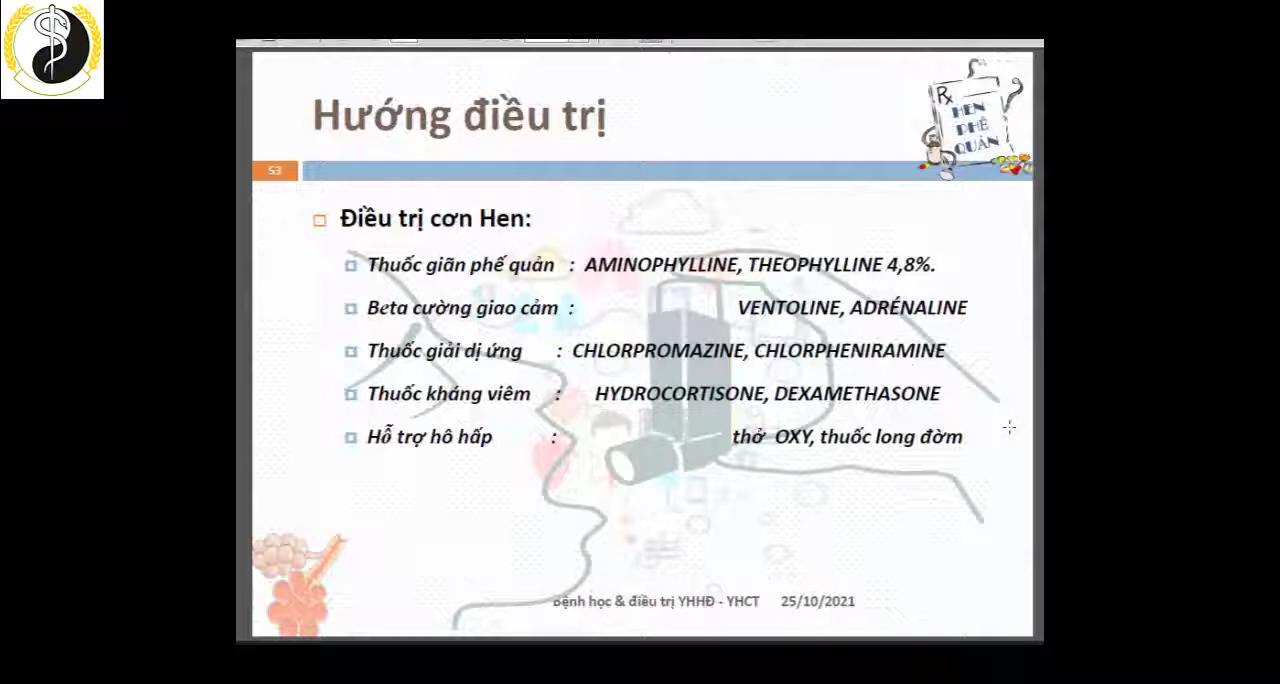 Hướng điều trị
Rx
HEN
PHẾ
QUẢN
53
Điều trị cơn Hen:
Thuốc giãn phế quản : AMINOPHYLLINE, THEOPHYLLINE 4,8%.
Beta cường giao cảm : VENTOLINE, ADRÉNALINE
Thuốc giải dị ứng : CHLORPROMAZINE, CHLORPHENIRAMINE
Thuốc kháng viêm : HYDROCORTISONE, DEXAMETHASONE
Hỗ trợ hô hấp : thở OXY, thuốc long đờm
Bệnh học & điều trị YHHĐ - YHCT 25/10/2021